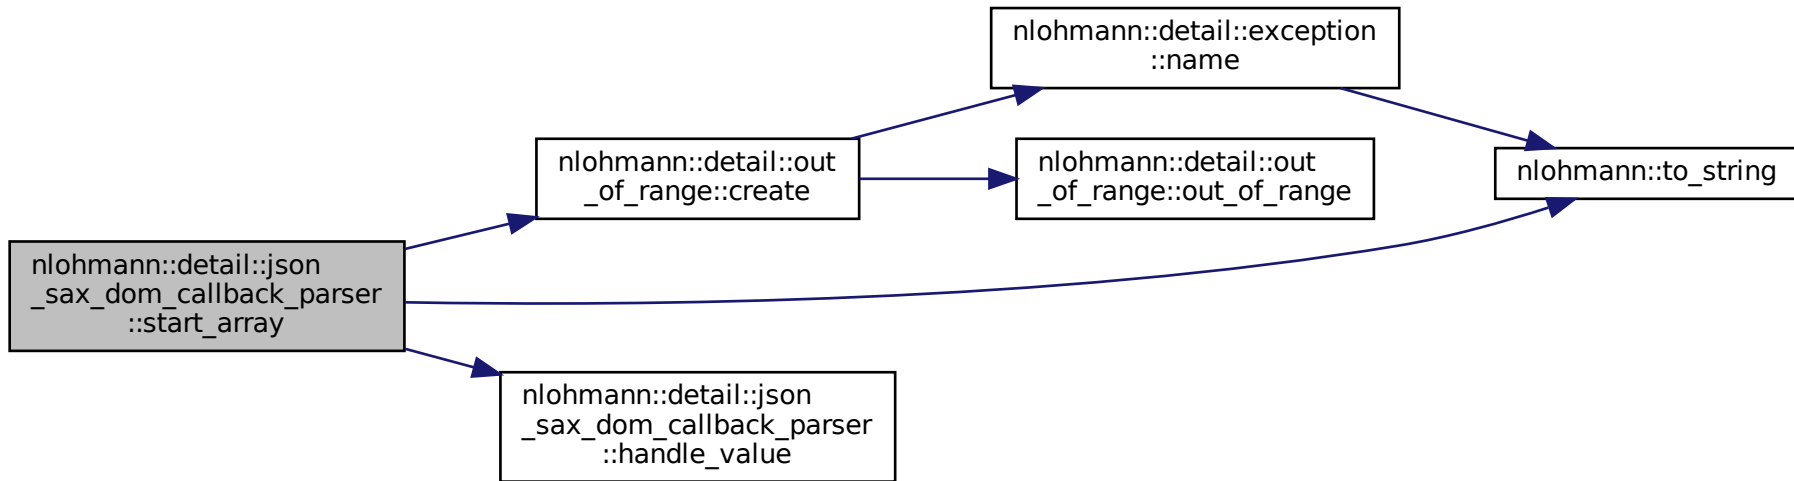 nlohmann::detail::exception
::name
nlohmann::detail::out
_of_range::create
nlohmann::detail::out
_of_range::out_of_range
nlohmann::to_string
nlohmann::detail::json
_sax_dom_callback_parser
::start_array
nlohmann::detail::json
_sax_dom_callback_parser
::handle_value